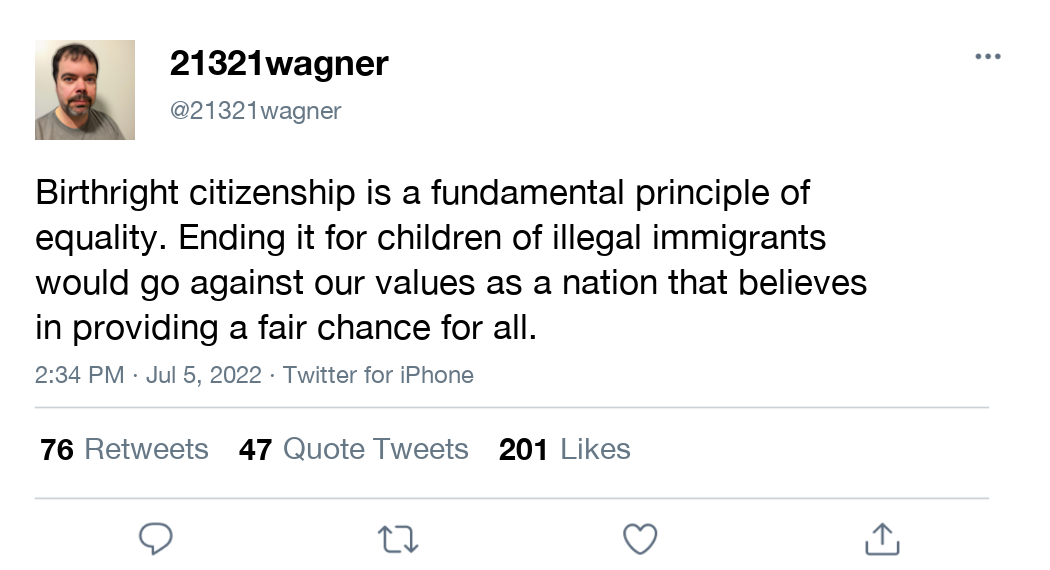 21321wagner
@21321wagner
Birthright citizenship is a fundamental principle of
equality. Ending it for children of illegal immigrants
would go against our values as a nation that believes
in providing a fair chance for all.
2:34 PM · Jul 5, 2022 · Twitter for iPhone
76 Retweets 47 Quote Tweets 201 Likes